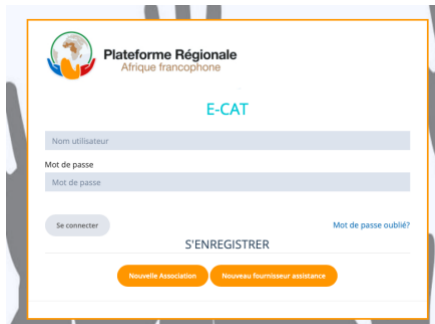 Plateforme Régionale
Afrique francophone
E-CAT
Nom utilisateur
Mot de passe
Mot de passe
Se connecter
Mot de passe oublié?
S'ENREGISTRER
Nouvelle Association
Nouveau fournisseur assistance